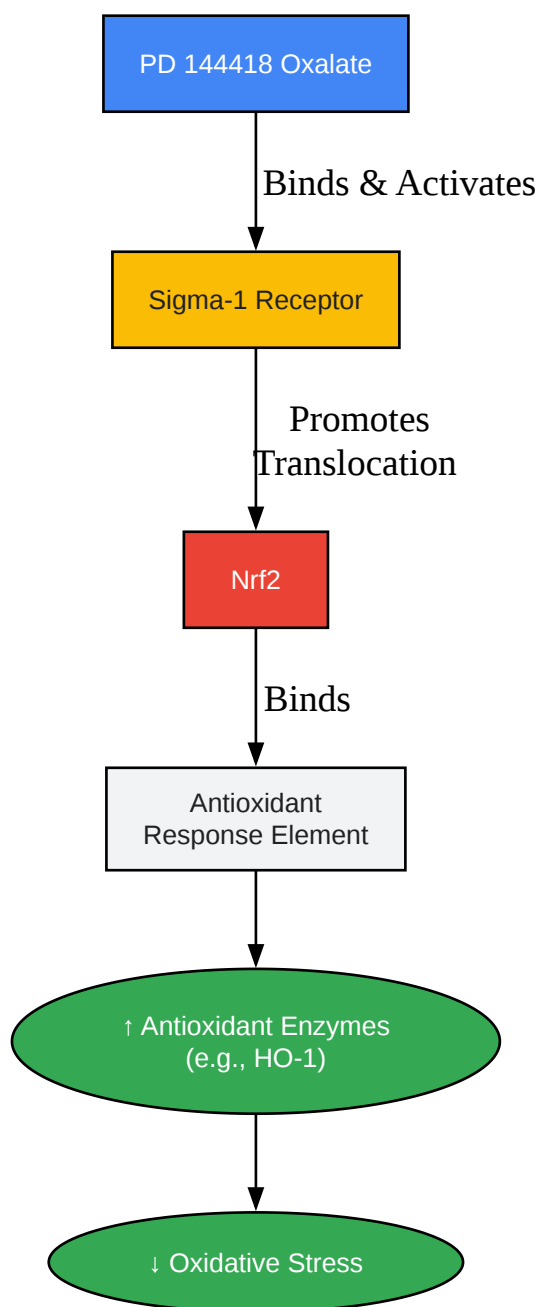 PD 144418 Oxalate
Binds & Activates
Sigma-1 Receptor
Promotes
Translocation
Nrf2
Binds
Antioxidant
Response Element
↑ Antioxidant Enzymes
(e.g., HO-1)
↓ Oxidative Stress